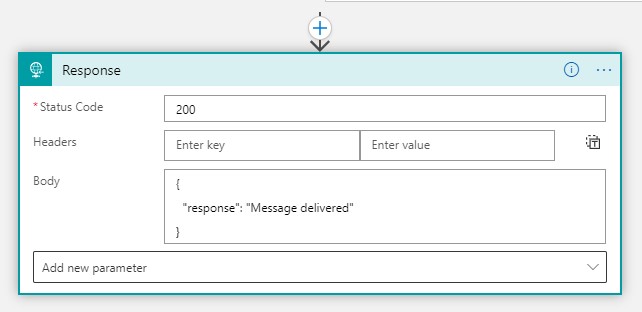 Response
* Status Code
200
Headers
Enter key
Enter value
Body
{
"response": "Message delivered"
}
Add new parameter